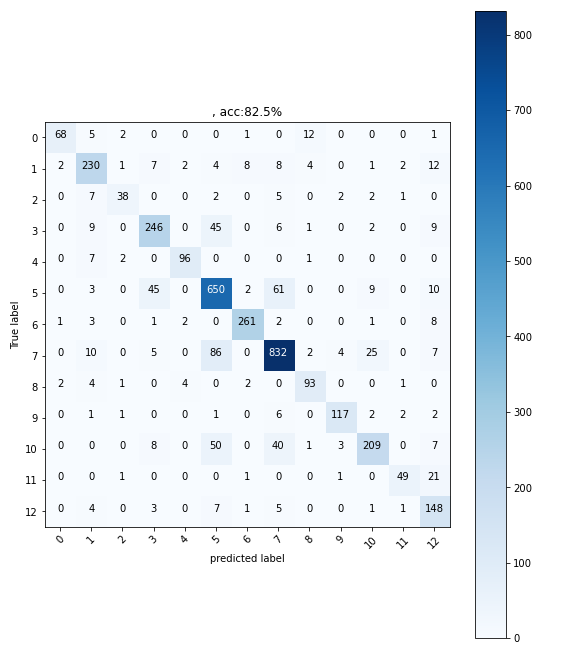 , acc:82.5%
0 68 5 2 0 0 0 1 0 12 0 0 0 1
1 2 230 1 7 2 4 8 8 4 0 1 2 12
2 0 7 38 0 0 2 0 5 0 2 2 1 0
3 0 9 0 246 0 45 0 6 1 0 2 0 9
4 0 7 2 0 96 0 0 0 1 0 0 0 0
5 0 3 0 45 0 650 2 61 0 0 9 0 10
6 1 3 0 1 2 0 261 2 0 0 1 0 8
7 0 10 0 5 0 86 0 832 2 4 25 0 7
8 2 4 1 0 4 0 2 0 93 0 0 1 0
9 0 1 1 0 0 1 0 6 0 117 2 2 2
10 0 0 0 8 0 50 0 40 1 3 209 0 7
11 0 0 1 0 0 0 1 0 0 1 0 49 21
12 0 4 0 3 0 7 1 5 0 0 1 1 148
0 1 2 3 4 5 6 7 8 9 10 11 12
predicted label
True label
800
700
600
500
400
300
200
100
0